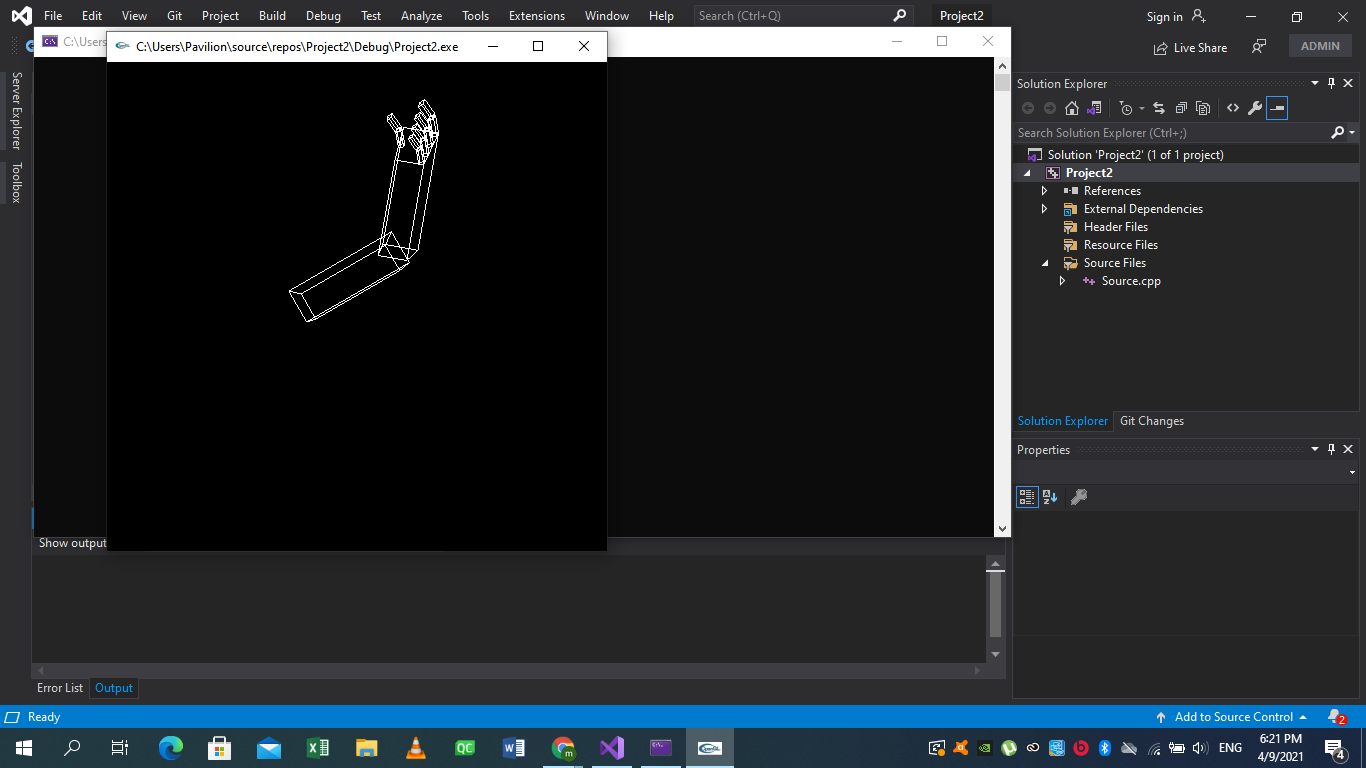 File Edit View Git Project Build Debug Test Analyze Tools Extensions Window Help Search (Ctrl+Q) Project2 Sign in
C:\Users
C:\Users\Pavilion\source\repos\Project2\Debug\Project2.exe
Live Share
ADMIN
Server Explorer
Toolbox
Solution Explorer
Search Solution Explorer (Ctrl+;)
Solution 'Project2' (1 of 1 project)
Project2
References
External Dependencies
Header Files
Resource Files
Source Files
Source.cpp
Solution Explorer Git Changes
Properties
Show output
Error List Output
Ready
Add to Source Control
2
QC
ENG
6:21 PM
4/9/2021
4